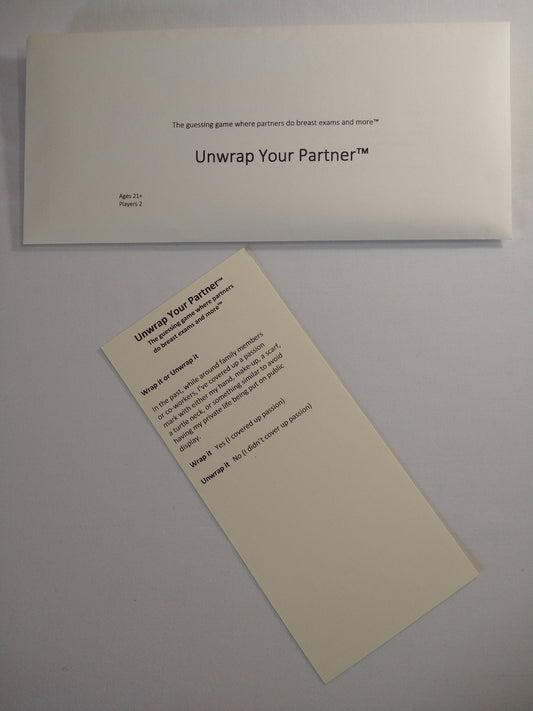 The guessing game where partners do breast exams and more™
Unwrap Your Partner™
Ages 21+
Players 2
Unwrap Your Partner™
The guessing game where partners
do breast exams and more™
Wrap it or Unwrap it
In the past, while around family members
or co-workers, I've covered up a passion
mark with either my hand, make-up, a scarf,
a turtle neck, or something similar to avoid
having my private life being put on public
display.
Wrap it Yes (I covered up passion)
Unwrap it No (I didn't cover up passion)